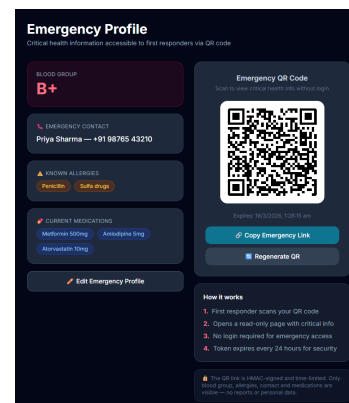 Emergency Profile
Critical health information accessible to first responders via QR code
BLOOD GROUP
B+
EMERGENCY CONTACT
Priya Sharma — +91 98765 43210
KNOWN ALLERGIES
Penicillin
Sulfa drugs
CURRENT MEDICATIONS
Metformin 500mg
Amlodipine 5mg
Atorvastatin 10mg
Edit Emergency Profile
Emergency QR Code
Scan to view critical health info without login
Expires: 16/3/2026, 1:28:15 am
Copy Emergency Link
Regenerate QR
How it works
1. First responder scans your QR code
2. Opens a read-only page with critical info
3. No login required for emergency access
4. Token expires every 24 hours for security
The QR link is HMAC-signed and time-limited. Only
blood group, allergies, contact and medications are
visible — no reports or personal data.